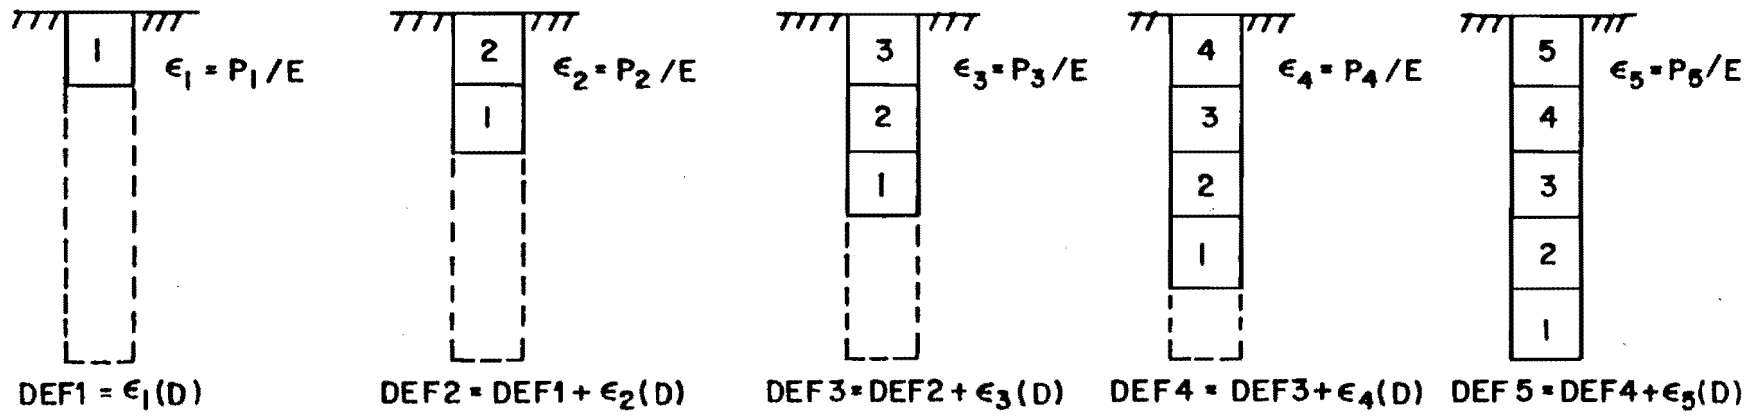 1
ϵ₁ = P₁/E
2
1
ϵ₂ = P₂/E
3
2
1
ϵ₃ = P₃/E
4
3
2
1
ϵ₄ = P₄/E
5
4
3
2
1
ϵ₅ = P₅/E
DEF1 = ϵ₁(D)
DEF2 = DEF1 + ϵ₂(D)
DEF3 = DEF2 + ϵ₃(D)
DEF4 = DEF3 + ϵ₄(D)
DEF5 = DEF4 + ϵ₅(D)